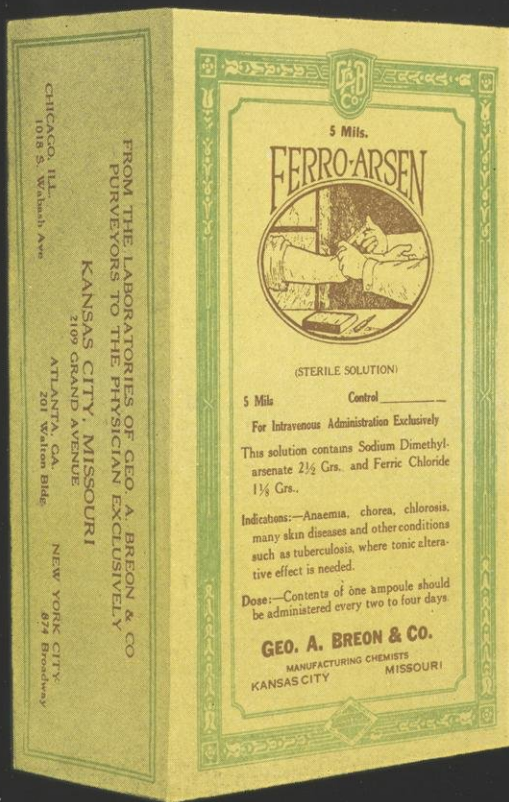 GAB
Co
5 Mils.
FERRO-ARSEN
(STERILE SOLUTION)
5 Mils Control
For Intravenous Administration Exclusively
This solution contains Sodium Dimethyl-
arsenate 2½ Grs. and Ferric Chloride
1⅛ Grs.,
Indications:—Anaemia, chorea, chlorosis,
many skin diseases and other conditions
such as tuberculosis, where tonic altera-
tive effect is needed.
Dose:—Contents of one ampoule should
be administered every two to four days.
GEO. A. BREON & CO.
MANUFACTURING CHEMISTS
KANSAS CITY MISSOURI
FROM THE LABORATORIES OF GEO. A. BREON & CO
PURVEYORS TO THE PHYSICIAN EXCLUSIVELY
KANSAS CITY, MISSOURI
2109 GRAND AVENUE
CHICAGO, ILL. ATLANTA, GA. NEW YORK CITY
1018 S. Wabash Ave 201 Walton Bldg. 874 Broadway